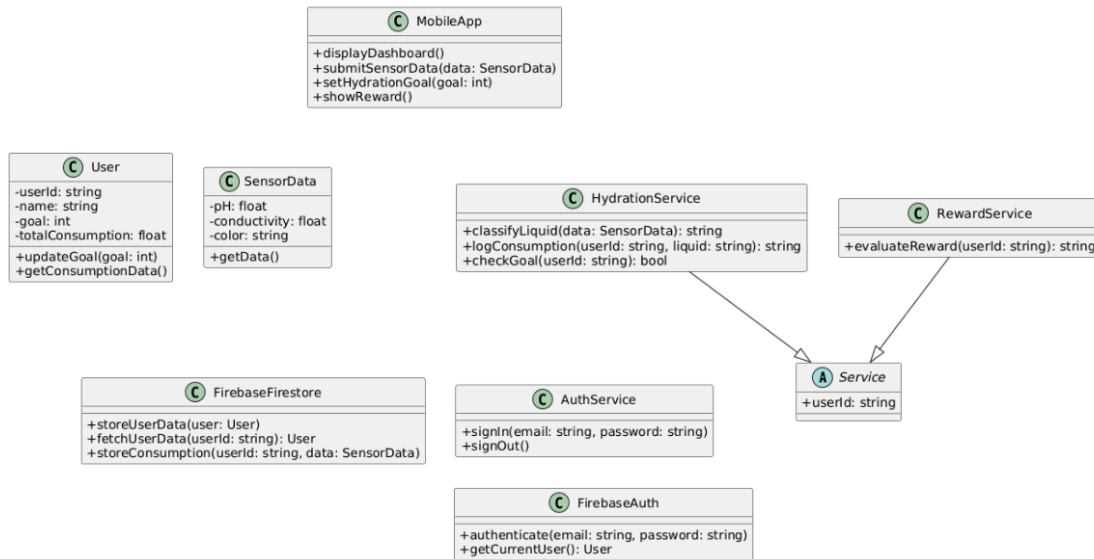 C MobileApp
+displayDashboard()
+submitSensorData(data: SensorData)
+setHydrationGoal(goal: int)
+showReward()
C User
-userId: string
-name: string
-goal: int
-totalConsumption: float
+updateGoal(goal: int)
+getConsumptionData()
C SensorData
-pH: float
-conductivity: float
-color: string
+getData()
C HydrationService
+classifyLiquid(data: SensorData): string
+logConsumption(userId: string, liquid: string): string
+checkGoal(userId: string): bool
C RewardService
+evaluateReward(userId: string): string
A Service
+userId: string
C FirebaseFirestore
+storeUserData(user: User)
+fetchUserData(userId: string): User
+storeConsumption(userId: string, data: SensorData)
C AuthService
+signIn(email: string, password: string)
+signOut()
C FirebaseAuth
+authenticate(email: string, password: string)
+getCurrentUser(): User